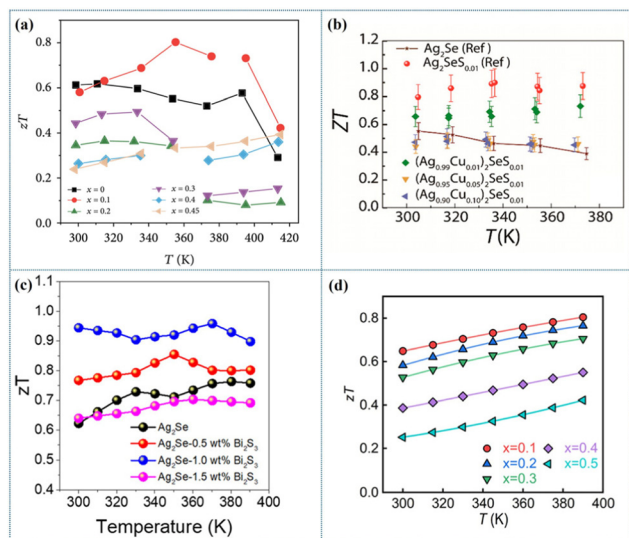 (a)
0.8
0.6
0.4
0.2
0.0
zT
x = 0
x = 0.1
x = 0.2
x = 0.3
x = 0.4
x = 0.45
300 320 340 360 380 400 420
T (K)
(b)
1.2
1.0
0.8
0.6
0.4
0.2
0.0
ZT
Ag₂Se (Ref)
Ag₂SeS₀.₀₁ (Ref)
(Ag₀.₉₉Cu₀.₀₁)₂SeS₀.₀₁
(Ag₀.₉₅Cu₀.₀₅)₂SeS₀.₀₁
(Ag₀.₉₀Cu₀.₁₀)₂SeS₀.₀₁
300 320 340 360 380
T(K)
(c)
1.1
1.0
0.9
0.8
0.7
0.6
0.5
0.4
zT
Ag₂Se
Ag₂Se-0.5 wt% Bi₂S₃
Ag₂Se-1.0 wt% Bi₂S₃
Ag₂Se-1.5 wt% Bi₂S₃
300 320 340 360 380 400
Temperature (K)
(d)
0.8
0.6
0.4
0.2
0.0
zT
x=0.1
x=0.2
x=0.3
x=0.4
x=0.5
300 320 340 360 380 400
T (K)